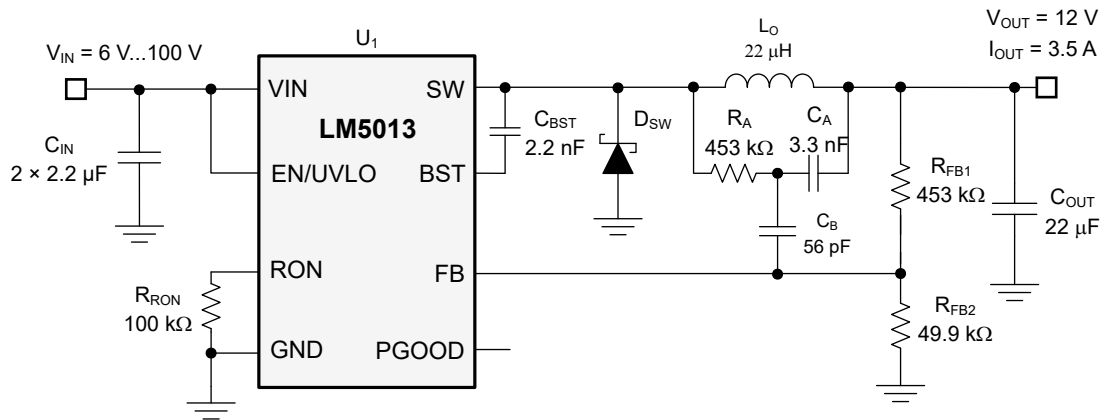 V_OUT = 12 V
I_OUT = 3.5 A
V_IN = 6 V...100 V
U_1
L_O
22 μH
VIN
SW
LM5013
C_BST
2.2 nF
D_SW
R_A
453 kΩ
C_A
3.3 nF
C_IN
2 × 2.2 µF
EN/UVLO
BST
R_FB1
453 kΩ
C_OUT
22 μF
C_B
56 pF
RON
FB
R_RON
100 kΩ
R_FB2
49.9 kΩ
GND
PGOOD